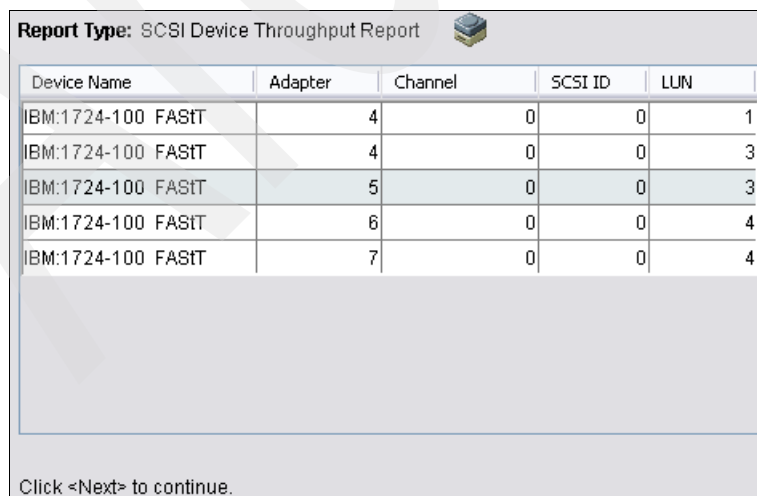 Report Type: SCSI Device Throughput Report
Device Name Adapter Channel SCSI ID LUN
IBM:1724-100 FAStT 4 0 0 1
IBM:1724-100 FAStT 4 0 0 3
IBM:1724-100 FAStT 5 0 0 3
IBM:1724-100 FAStT 6 0 0 4
IBM:1724-100 FAStT 7 0 0 4
Click <Next> to continue.